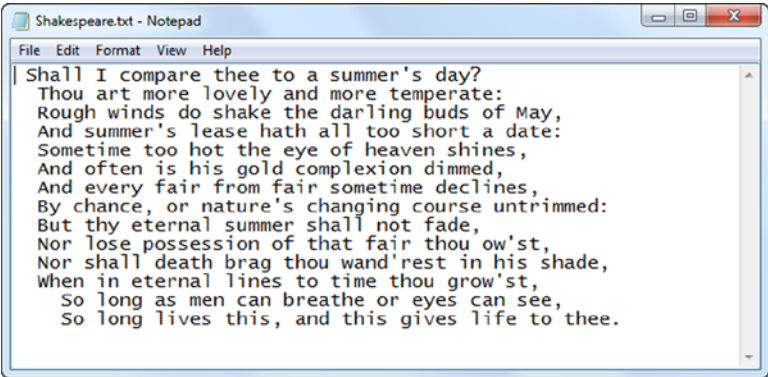 Shakespeare.txt - Notepad
File Edit Format View Help
Shall I compare thee to a summer's day?
Thou art more lovely and more temperate:
Rough winds do shake the darling buds of May,
And summer's lease hath all too short a date:
Sometime too hot the eye of heaven shines,
And often is his gold complexion dimmed,
And every fair from fair sometime declines,
By chance, or nature's changing course untrimmed:
But thy eternal summer shall not fade,
Nor lose possession of that fair thou ow'st,
Nor shall death brag thou wand'rest in his shade,
When in eternal lines to time thou grow'st,
So long as men can breathe or eyes can see,
So long lives this, and this gives life to thee.